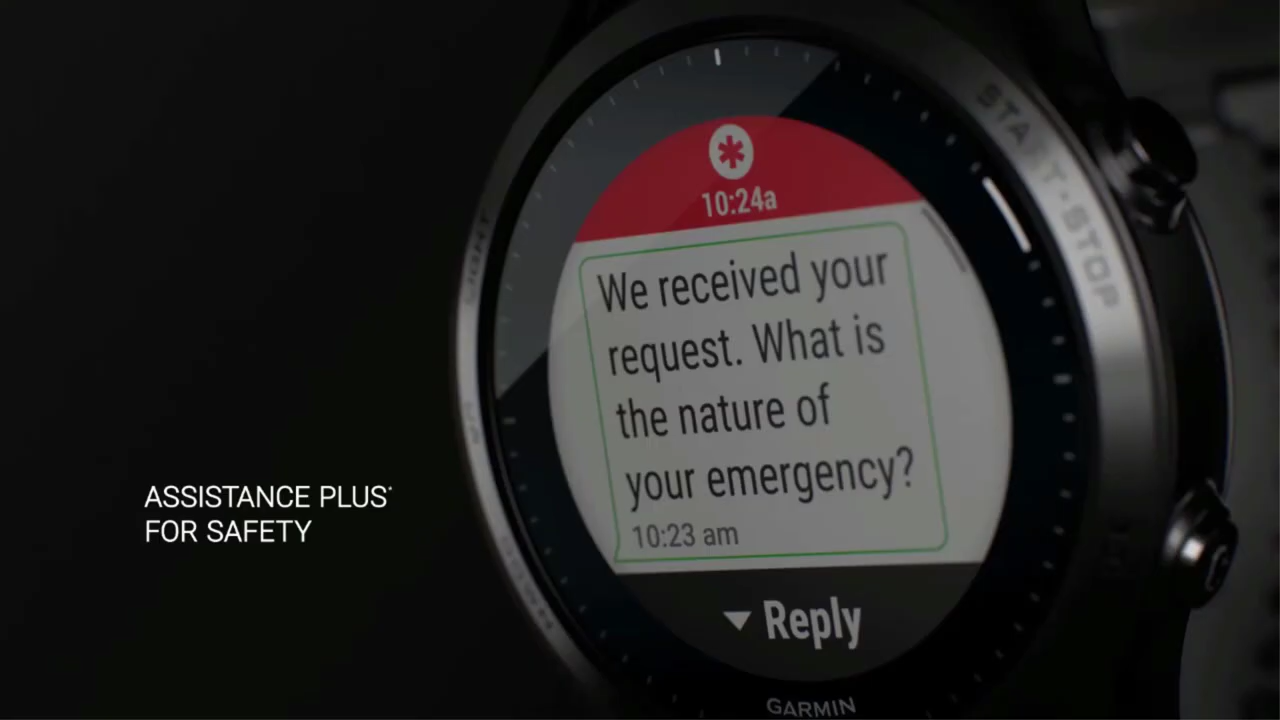 10:24a
We received your
request. What is
the nature of
your emergency?
10:23 am
Reply
GARMIN
START·STOP
LIGHT
ASSISTANCE PLUS*
FOR SAFETY